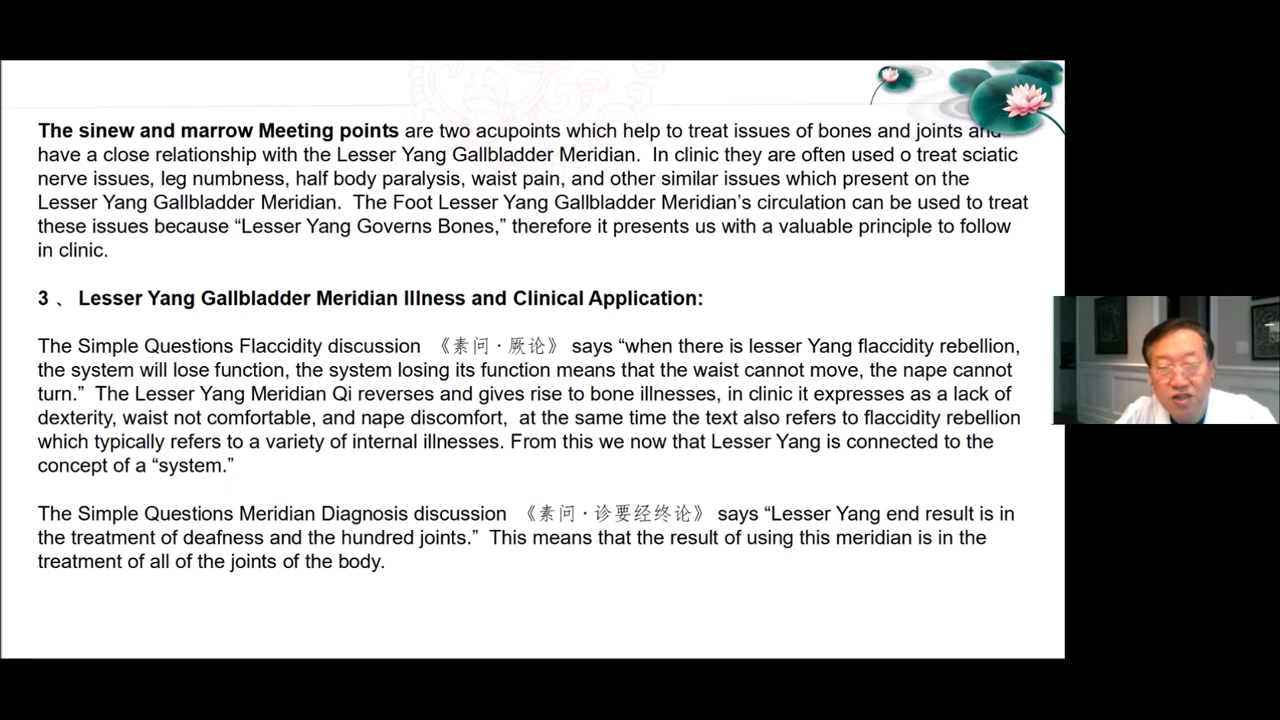 The sinew and marrow Meeting points are two acupoints which help to treat issues of bones and joints and
have a close relationship with the Lesser Yang Gallbladder Meridian.  In clinic they are often used o treat sciatic
nerve issues, leg numbness, half body paralysis, waist pain, and other similar issues which present on the
Lesser Yang Gallbladder Meridian.  The Foot Lesser Yang Gallbladder Meridian’s circulation can be used to treat
these issues because “Lesser Yang Governs Bones,” therefore it presents us with a valuable principle to follow
in clinic.
3 、 Lesser Yang Gallbladder Meridian Illness and Clinical Application:
The Simple Questions Flaccidity discussion 《素问·厥论》 says “when there is lesser Yang flaccidity rebellion,
the system will lose function, the system losing its function means that the waist cannot move, the nape cannot
turn.”  The Lesser Yang Meridian Qi reverses and gives rise to bone illnesses, in clinic it expresses as a lack of
dexterity, waist not comfortable, and nape discomfort,  at the same time the text also refers to flaccidity rebellion
which typically refers to a variety of internal illnesses. From this we now that Lesser Yang is connected to the
concept of a “system.”
The Simple Questions Meridian Diagnosis discussion 《素问·诊要经终论》 says “Lesser Yang end result is in
the treatment of deafness and the hundred joints.”  This means that the result of using this meridian is in the
treatment of all of the joints of the body.